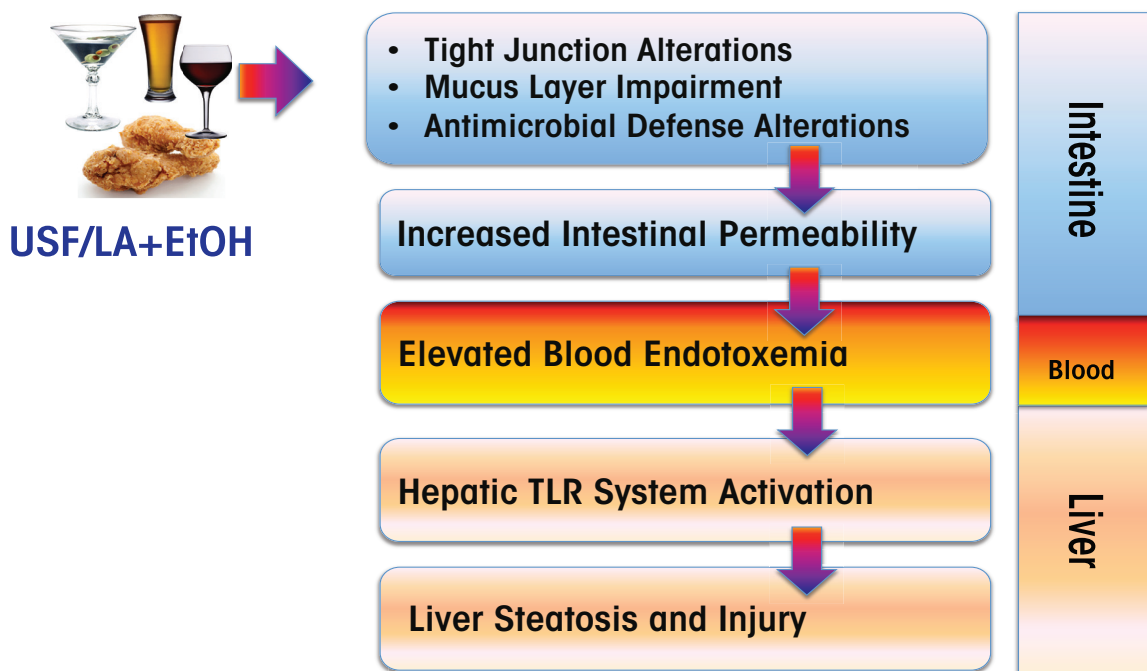 • Tight Junction Alterations
• Mucus Layer Impairment
• Antimicrobial Defense Alterations
USF/LA+EtOH
Increased Intestinal Permeability
Elevated Blood Endotoxemia
Hepatic TLR System Activation
Liver Steatosis and Injury
Intestine
Blood
Liver